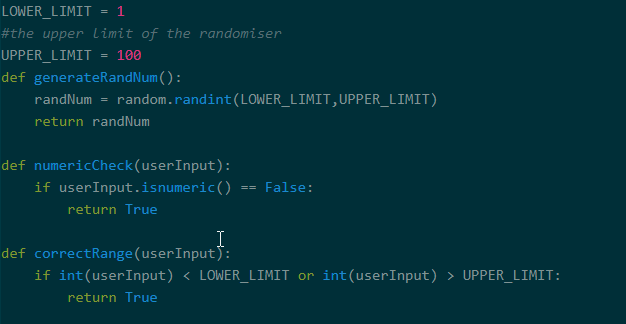 LOWER_LIMIT = 1
#the upper limit of the randomiser
UPPER_LIMIT = 100
def generateRandNum():
    randNum = random.randint(LOWER_LIMIT,UPPER_LIMIT)
    return randNum

def numericCheck(userInput):
    if userInput.isnumeric() == False:
        return True

def correctRange(userInput):
    if int(userInput) < LOWER_LIMIT or int(userInput) > UPPER_LIMIT:
        return True